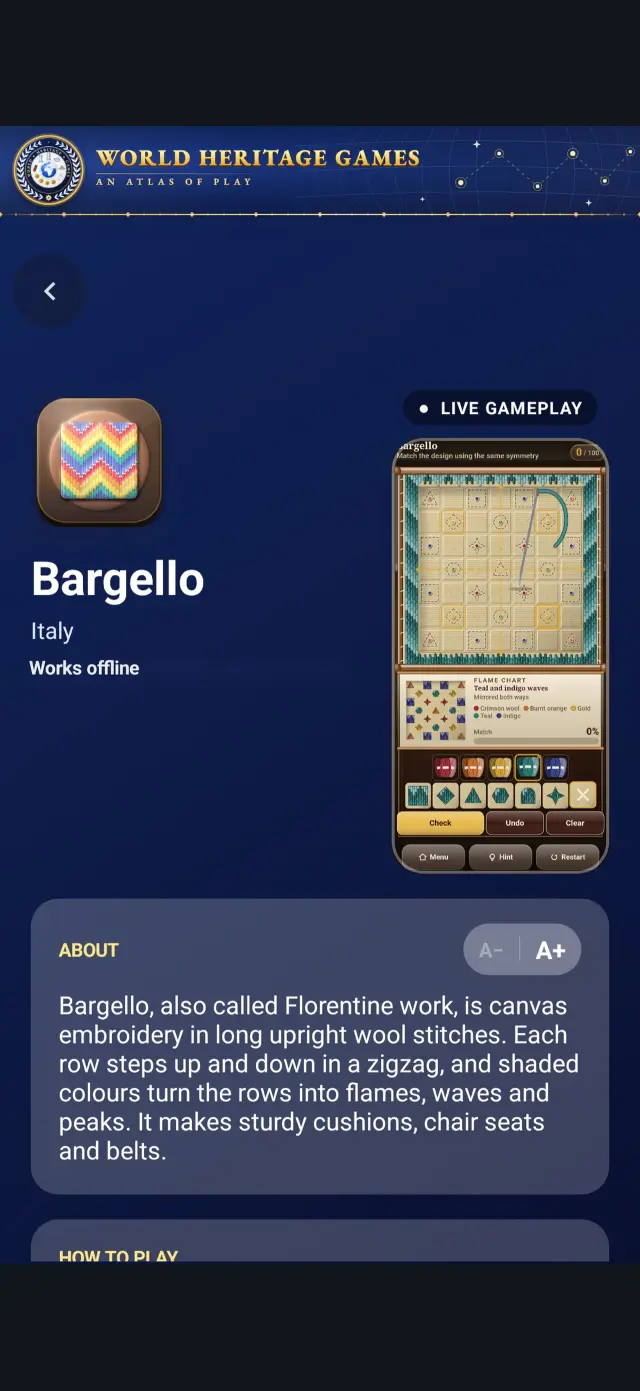 WORLD HERITAGE GAMES
AN ATLAS OF PLAY
LIVE GAMEPLAY
Bargello
Italy
Works offline
argello
Match the design using the same symmetry
0 / 100
FLAME CHART
Teal and indigo waves
Mirrored both ways
Crimson wool Burnt orange Gold
Teal Indigo
Match 0%
Check Undo Clear
Menu Hint Restart
ABOUT
A− A+
Bargello, also called Florentine work, is canvas
embroidery in long upright wool stitches. Each
row steps up and down in a zigzag, and shaded
colours turn the rows into flames, waves and
peaks. It makes sturdy cushions, chair seats
and belts.
HOW TO PLAY